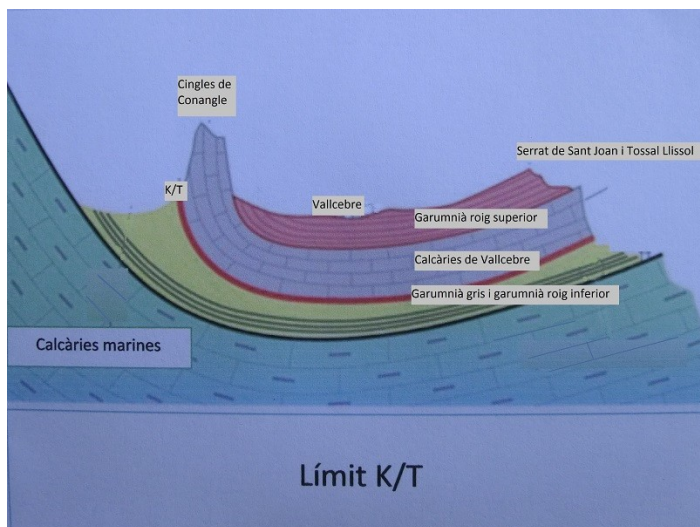 Cingles de
Conangle
Serrat de Sant Joan i Tossal Llissol
K/T
Vallcebre
Garumnià roig superior
Calcàries de Vallcebre
Garumnià gris i garumnià roig inferior
Calcàries marines
Límit K/T